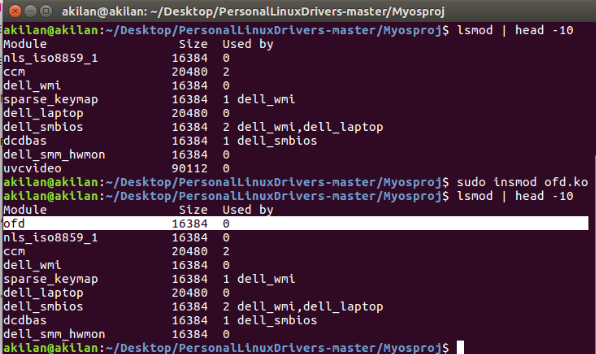 akilan@akilan: ~/Desktop/PersonalLinuxDrivers-master/Myosproj
akilan@akilan:~/Desktop/PersonalLinuxDrivers-master/Myosproj$ lsmod | head -10
Module Size Used by
nls_iso8859_1 16384 0
ccm 20480 2
dell_wmi 16384 0
sparse_keymap 16384 1 dell_wmi
dell_laptop 20480 0
dell_smbios 16384 2 dell_wmi,dell_laptop
dcdbas 16384 1 dell_smbios
dell_smm_hwmon 16384 0
uvcvideo 90112 0
akilan@akilan:~/Desktop/PersonalLinuxDrivers-master/Myosproj$ sudo insmod ofd.ko
akilan@akilan:~/Desktop/PersonalLinuxDrivers-master/Myosproj$ lsmod | head -10
Module Size Used by
ofd 16384 0
nls_iso8859_1 16384 0
ccm 20480 2
dell_wmi 16384 0
sparse_keymap 16384 1 dell_wmi
dell_laptop 20480 0
dell_smbios 16384 2 dell_wmi,dell_laptop
dcdbas 16384 1 dell_smbios
dell_smm_hwmon 16384 0
akilan@akilan:~/Desktop/PersonalLinuxDrivers-master/Myosproj$